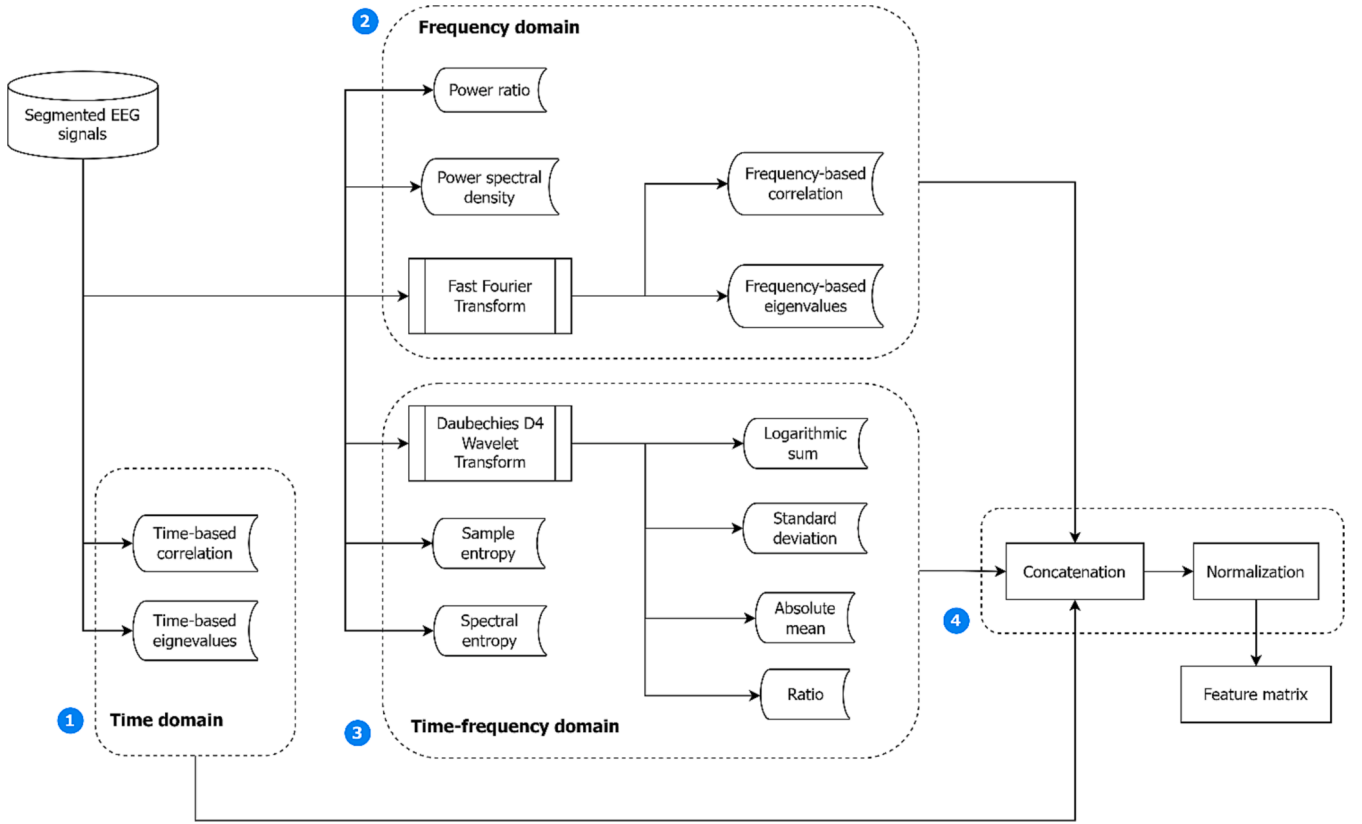 2
Frequency domain
Segmented EEG
signals
Power ratio
Power spectral
density
Frequency-based
correlation
Fast Fourier
Transform
Frequency-based
eigenvalues
Daubechies D4
Wavelet
Transform
Logarithmic
sum
Time-based
correlation
Sample
entropy
Standard
deviation
Concatenation
Normalization
Time-based
eignevalues
Spectral
entropy
Absolute
mean
4
Ratio
Feature matrix
1
Time domain
3
Time-frequency domain